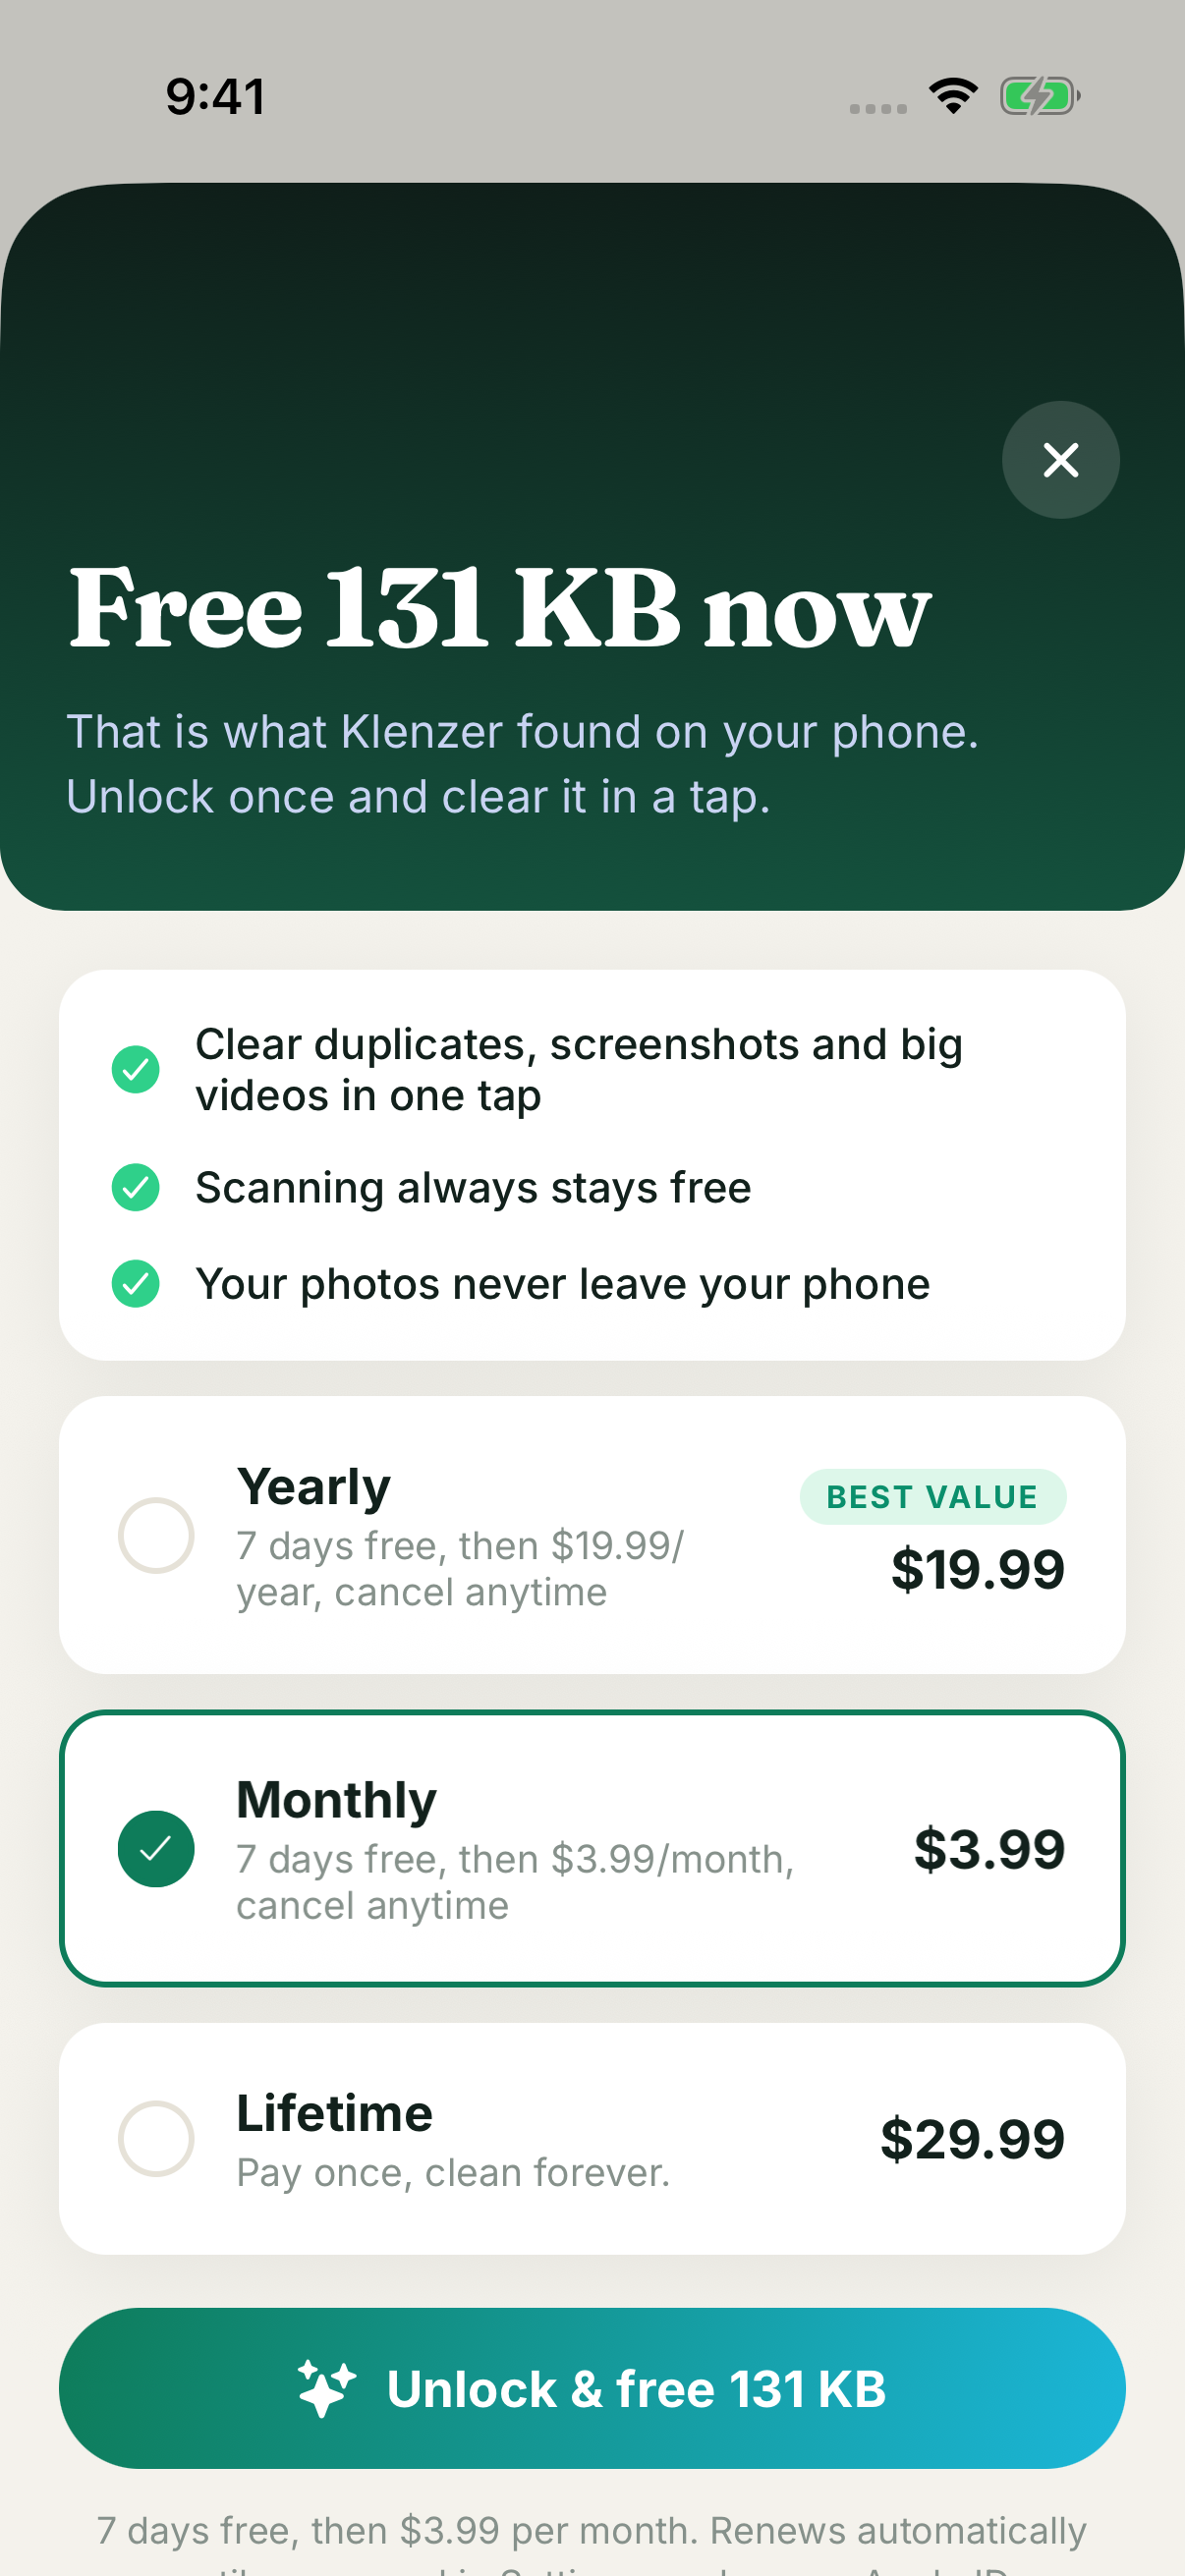 9:41
Free 131 KB now
That is what Klenzer found on your phone.
Unlock once and clear it in a tap.
Clear duplicates, screenshots and big
videos in one tap
Scanning always stays free
Your photos never leave your phone
Yearly
BEST VALUE
7 days free, then $19.99/
year, cancel anytime
$19.99
Monthly
7 days free, then $3.99/month,
cancel anytime
$3.99
Lifetime
Pay once, clean forever.
$29.99
Unlock & free 131 KB
7 days free, then $3.99 per month. Renews automatically